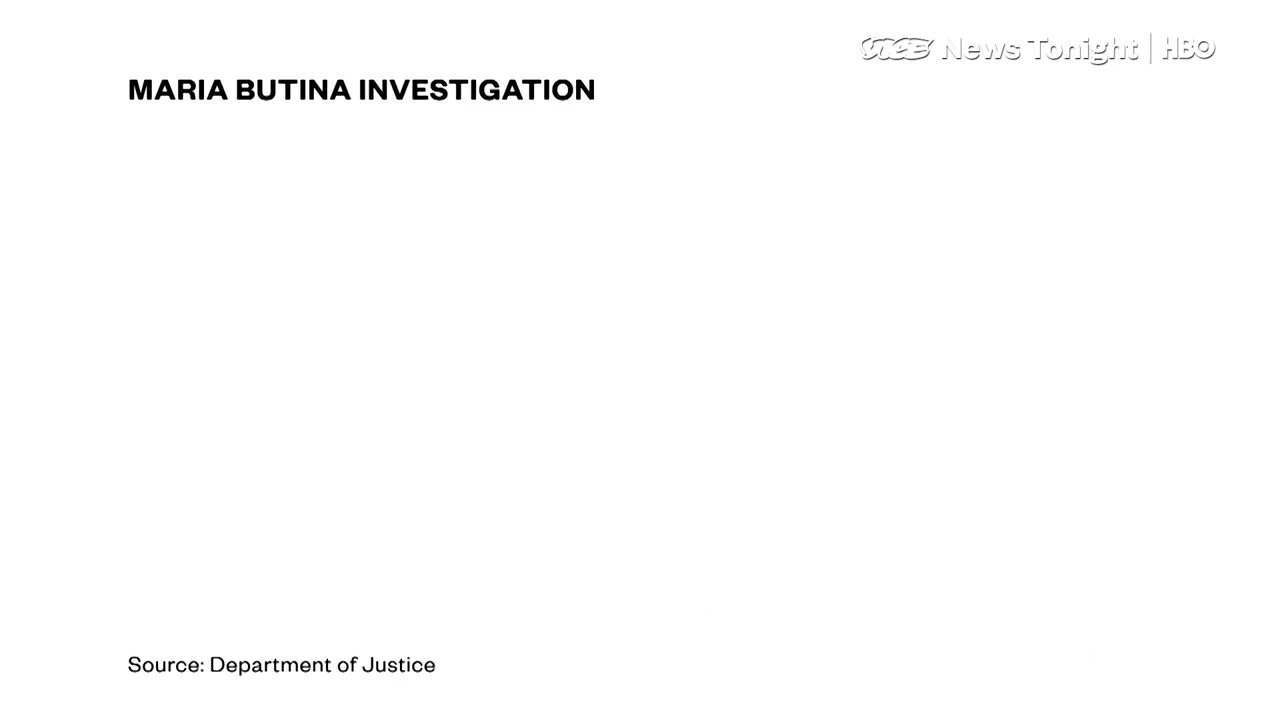 VICE News Tonight | HBO
MARIA BUTINA INVESTIGATION
Source: Department of Justice